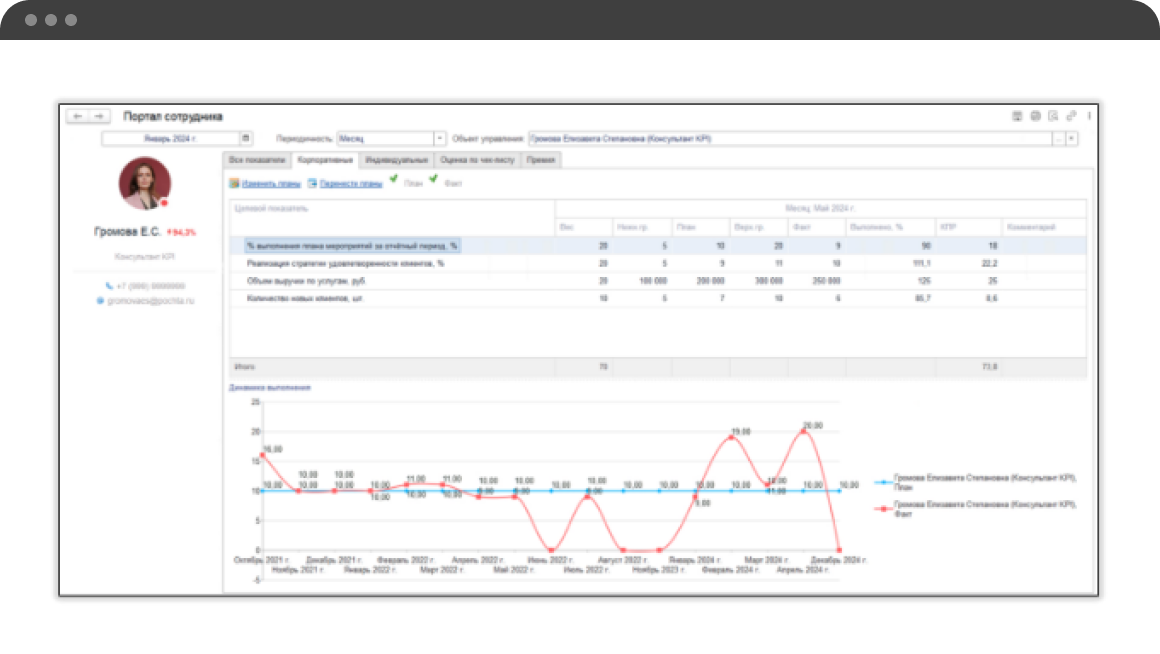 Портал сотрудника
Январь 2024 г. Периодичность: Месяц Объект управления: Громова Елизавета Степановна (Консультант KPI)
Все показатели Корпоративные Индивидуальные Оценка по чек-листу Премия
Изменить планы Перенести планы План Факт
Громова Е.С. +94,3%
Консультант KPI
+7 (999) 9999999
gromovaes@pochta.ru
Целевой показатель Месяц: Май 2024 г.
Вес Нижн.гр. План Верх.гр. Факт Выполнено, % КПР Комментарий
% выполнения плана мероприятий за отчётный период, % 20 5 10 20 9 90 18
Реализация стратегии удовлетворенности клиентов, % 20 5 9 11 10 111,1 22,2
Объем выручки по услугам, руб. 20 100 000 200 000 300 000 250 000 125 25
Количество новых клиентов, шт. 10 5 7 10 6 85,7 8,6
Итого 70 73,8
Динамика выполнения
25
20
15
10
5
0
-5
16,00 10,00 10,00 10,00 11,00 11,00 10,00 10,00 10,00 10,00 10,00 10,00 10,00 19,00 10,00 20,00
10,00 10,00 10,00 10,00 10,00 10,00 9,00 9,00 9,00 9,00 10,00 11,00 10,00 10,00
Октябрь 2021 г. Декабрь 2021 г. Февраль 2022 г. Апрель 2022 г. Июнь 2022 г. Август 2022 г. Январь 2024 г. Март 2024 г. Декабрь 2024 г.
Ноябрь 2021 г. Январь 2022 г. Март 2022 г. Май 2022 г. Июль 2022 г. Ноябрь 2023 г. Февраль 2024 г. Апрель 2024 г.
Громова Елизавета Степановна (Консультант KPI),
План
Громова Елизавета Степановна (Консультант KPI),
Факт